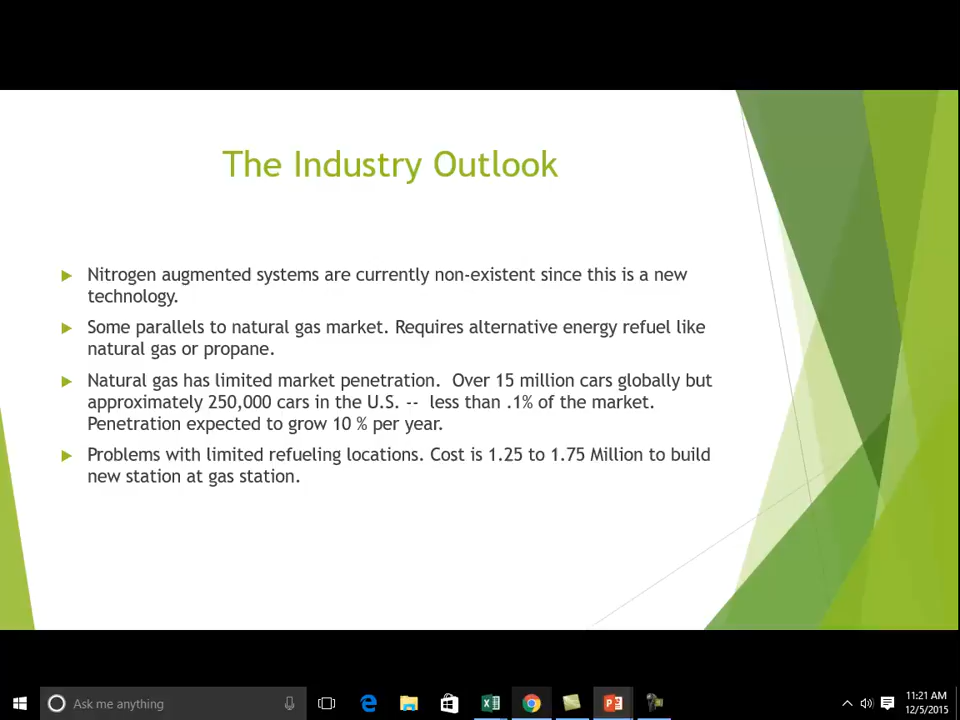 The Industry Outlook
Nitrogen augmented systems are currently non-existent since this is a new
technology.
Some parallels to natural gas market. Requires alternative energy refuel like
natural gas or propane.
Natural gas has limited market penetration. Over 15 million cars globally but
approximately 250,000 cars in the U.S. -- less than .1% of the market.
Penetration expected to grow 10 % per year.
Problems with limited refueling locations. Cost is 1.25 to 1.75 Million to build
new station at gas station.
Ask me anything
11:21 AM
12/5/2015